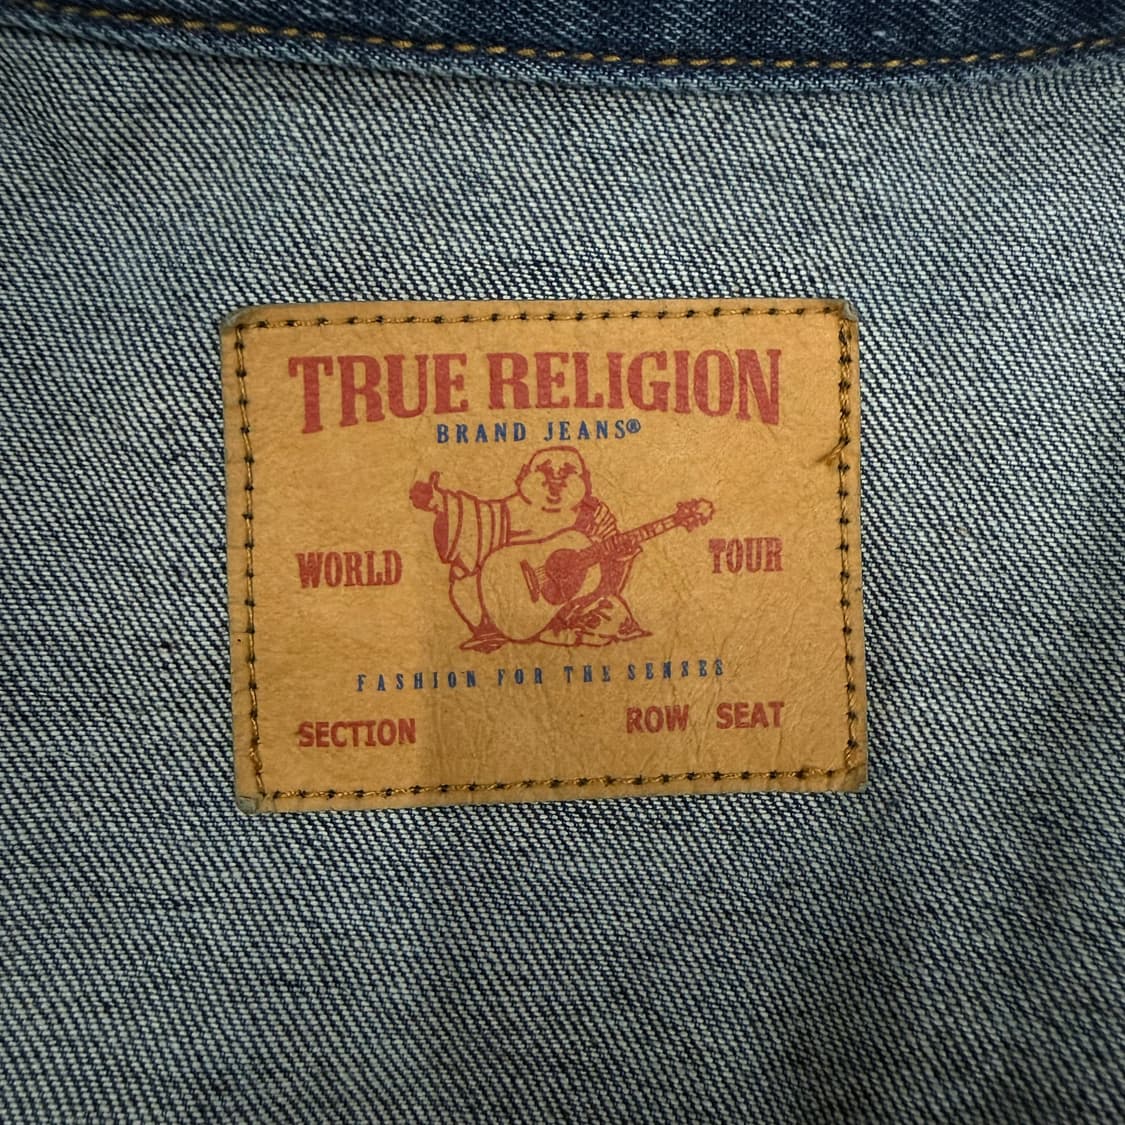 TRUE RELIGION
BRAND JEANS®
WORLD TOUR
FASHION FOR THE SENSES
SECTION ROW SEAT